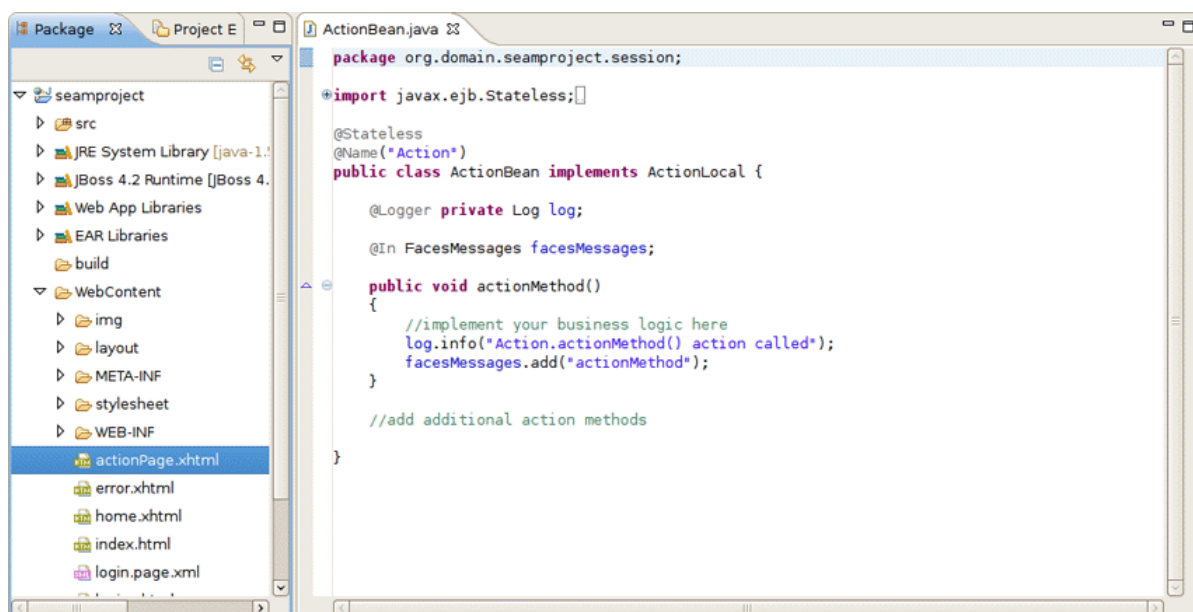 Package
Project E
seamproject
src
JRE System Library [java-1.
JBoss 4.2 Runtime [JBoss 4.
Web App Libraries
EAR Libraries
build
WebContent
img
layout
META-INF
stylesheet
WEB-INF
actionPage.xhtml
error.xhtml
home.xhtml
index.html
login.page.xml
ActionBean.java
package org.domain.seamproject.session;
import javax.ejb.Stateless;
@Stateless
@Name("Action")
public class ActionBean implements ActionLocal {
@Logger private Log log;
@In FacesMessages facesMessages;
public void actionMethod()
{
//implement your business logic here
log.info("Action.actionMethod() action called");
facesMessages.add("actionMethod");
}
//add additional action methods
}